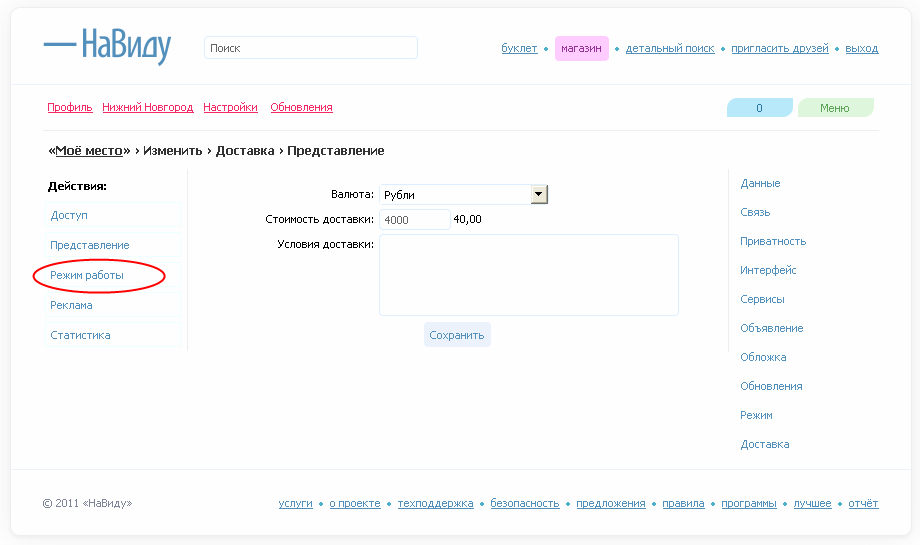 НаВиду
Поиск
буклет • магазин • детальный поиск • пригласить друзей • выход
Профиль Нижний Новгород Настройки Обновления
0 Меню
«Моё место» › Изменить › Доставка › Представление
Действия:
Доступ
Представление
Режим работы
Реклама
Статистика
Валюта: Рубли
Стоимость доставки: 4000 40,00
Условия доставки:
Сохранить
Данные
Связь
Приватность
Интерфейс
Сервисы
Объявление
Обложка
Обновления
Режим
Доставка
© 2011 «НаВиду»
услуги • о проекте • техподдержка • безопасность • предложения • правила • программы • лучшее • отчёт